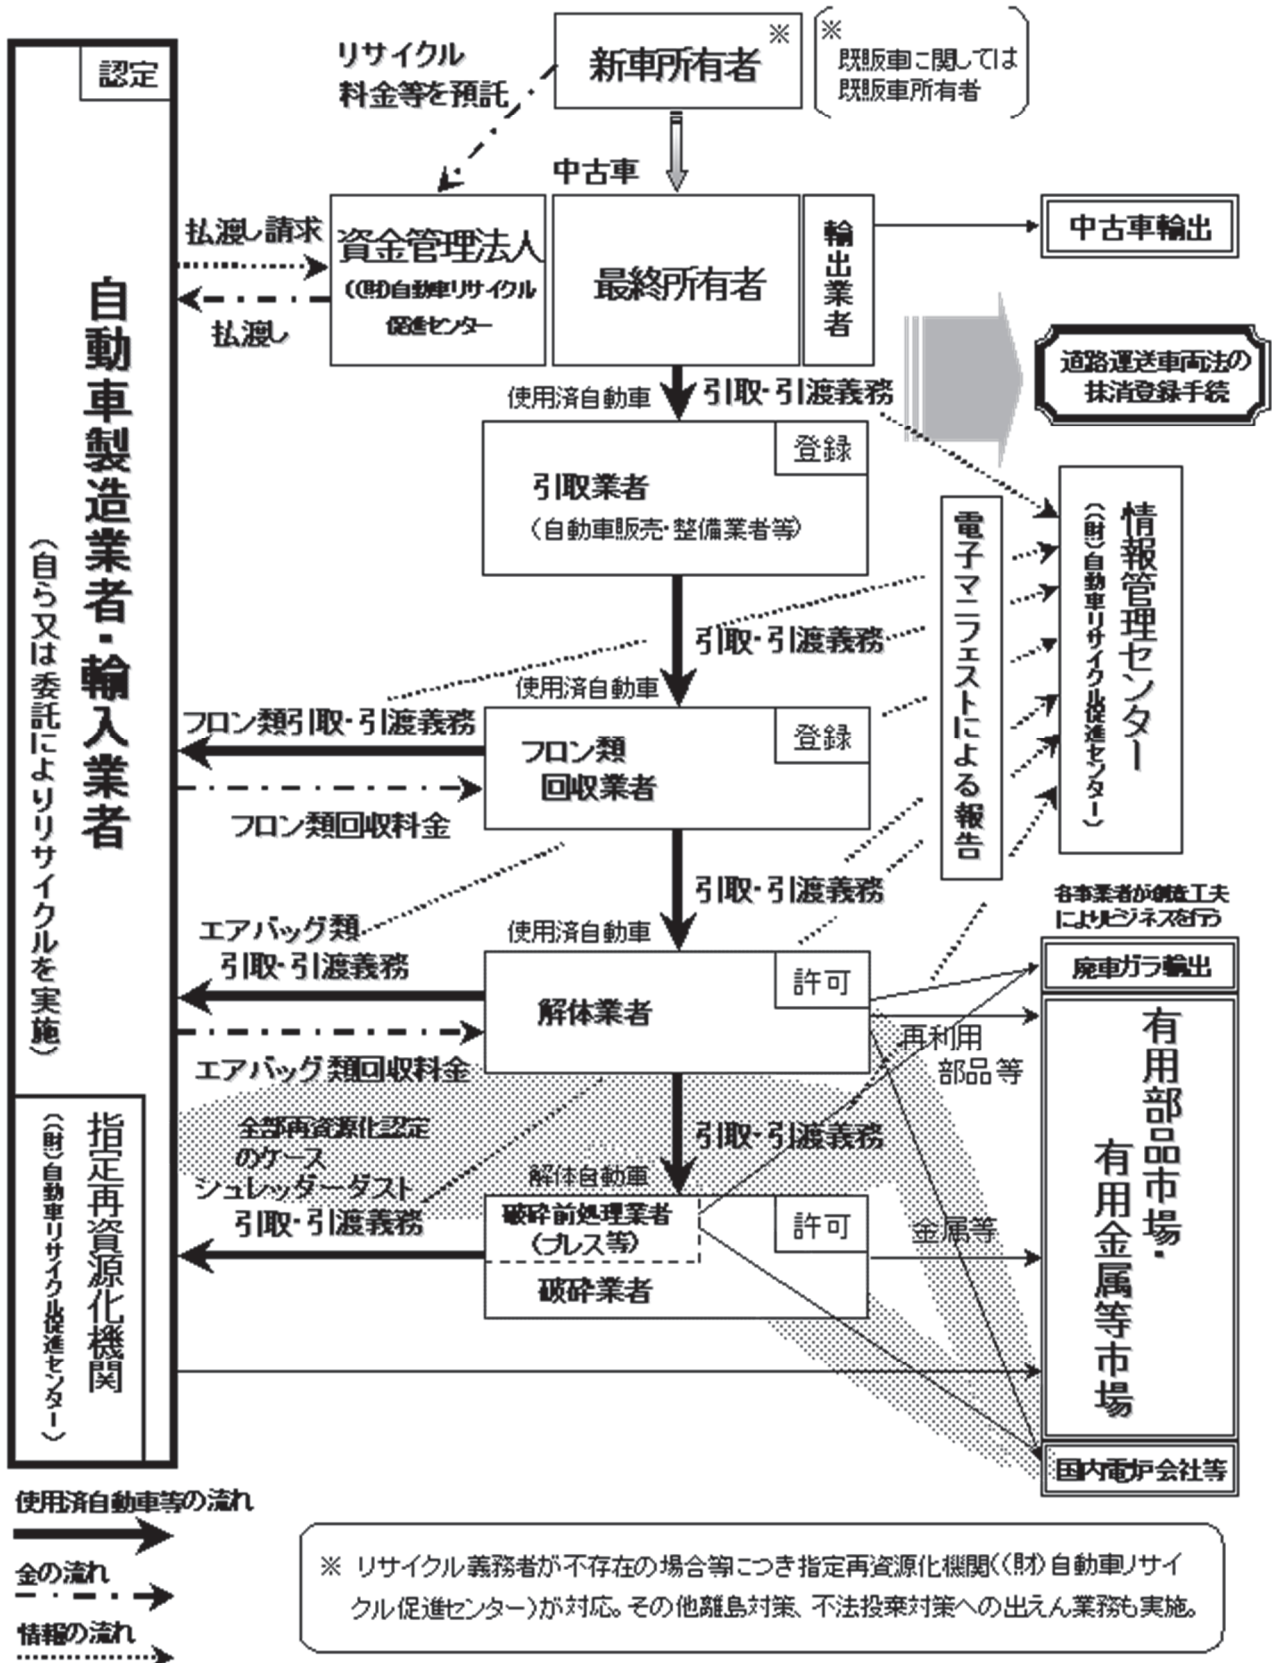 新車所有者
※
※
既販車に関しては
既販車所有者
リサイクル
料金等を預託
認定
中古車
払渡し請求
払渡し
資金管理法人
((財)自動車リサイクル
促進センター
最終所有者
輸出業者
中古車輸出
道路運送車両法の
抹消登録手続
自動車製造業者・輸入業者
(自ら又は委託によりリサイクルを実施)
使用済自動車
引取・引渡義務
登録
引取業者
(自動車販売・整備業者等)
電子マニフェストによる報告
情報管理センター
((財)自動車リサイクル促進センター)
引取・引渡義務
使用済自動車
フロン類引取・引渡義務
登録
フロン類
回収業者
フロン類回収料金
引取・引渡義務
使用済自動車
エアバッグ類
引取・引渡義務
許可
解体業者
エアバッグ類回収料金
各事業者が創造工夫
によりビジネスを行う
廃車ガラ輸出
再利用
部品等
有用部品市場・
有用金属等市場
指定再資源化機関
((財)自動車リサイクル促進センター)
全部再資源化認定
のケース
引取・引渡義務
解体自動車
シュレッダーダスト
引取・引渡義務
破砕前処理業者
(プレス等)
許可
破砕業者
金属等
国内電炉会社等
使用済自動車等の流れ
金の流れ
情報の流れ
※ リサイクル義務者が不存在の場合等につき指定再資源化機関((財)自動車リサイ
クル促進センター)が対応。その他離島対策、不法投棄対策への出えん業務も実施。